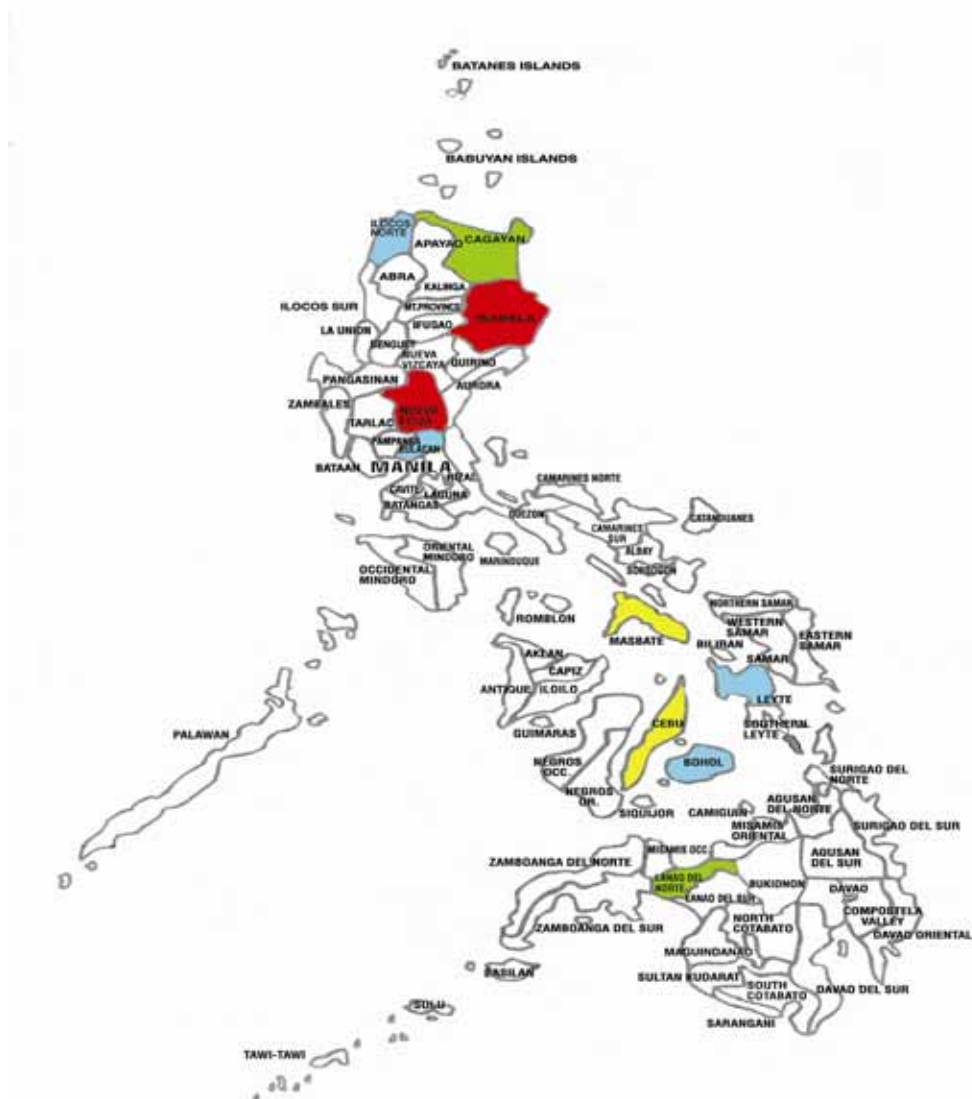 BATANES ISLANDS
BABUYAN ISLANDS
ILOCOS
NORTE
APAYAO
CAGAYAN
ABRA
KALINGA
ILOCOS SUR
MT.PROVINCE
ISABELA
LA UNION
IFUGAO
BENGUET
NUEVA
VIZCAYA
QUIRINO
PANGASINAN
AURORA
ZAMBALES
NUEVA
ECIJA
TARLAC
PAMPANGA
BULACAN
BATAAN
MANILA
RIZAL
CAVITE
LAGUNA
BATANGAS
CAMARINES NORTE
QUEZON
CATANDUANES
CAMARINES
SUR
ALBAY
ORIENTAL
MINDORO
MARINDUQUE
OCCIDENTAL
MINDORO
SORSOGON
NORTHERN SAMAR
ROMBLON
MASBATE
WESTERN
SAMAR
EASTERN
SAMAR
BILIRAN
AKLAN
SAMAR
CAPIZ
ANTIQUE
ILOILO
LEYTE
PALAWAN
GUIMARAS
CEBU
SOUTHERN
LEYTE
NEGROS
OCC.
BOHOL
SURIGAO DEL
NORTE
NEGROS
OR.
SIQUIJOR
CAMIGUIN
AGUSAN
DEL NORTE
MISAMIS
ORIENTAL
SURIGAO DEL SUR
MISAMIS OCC.
ZAMBOANGA DEL NORTE
AGUSAN
DEL SUR
LANAO DEL
NORTE
BUKIDNON
DAVAO
LANAO DEL SUR
COMPOSTELA
VALLEY
ZAMBOANGA DEL SUR
NORTH
COTABATO
DAVAO ORIENTAL
MAGUINDANAO
BASILAN
SULTAN KUDARAT
SOUTH
COTABATO
DAVAO DEL SUR
SULU
SARANGANI
TAWI-TAWI